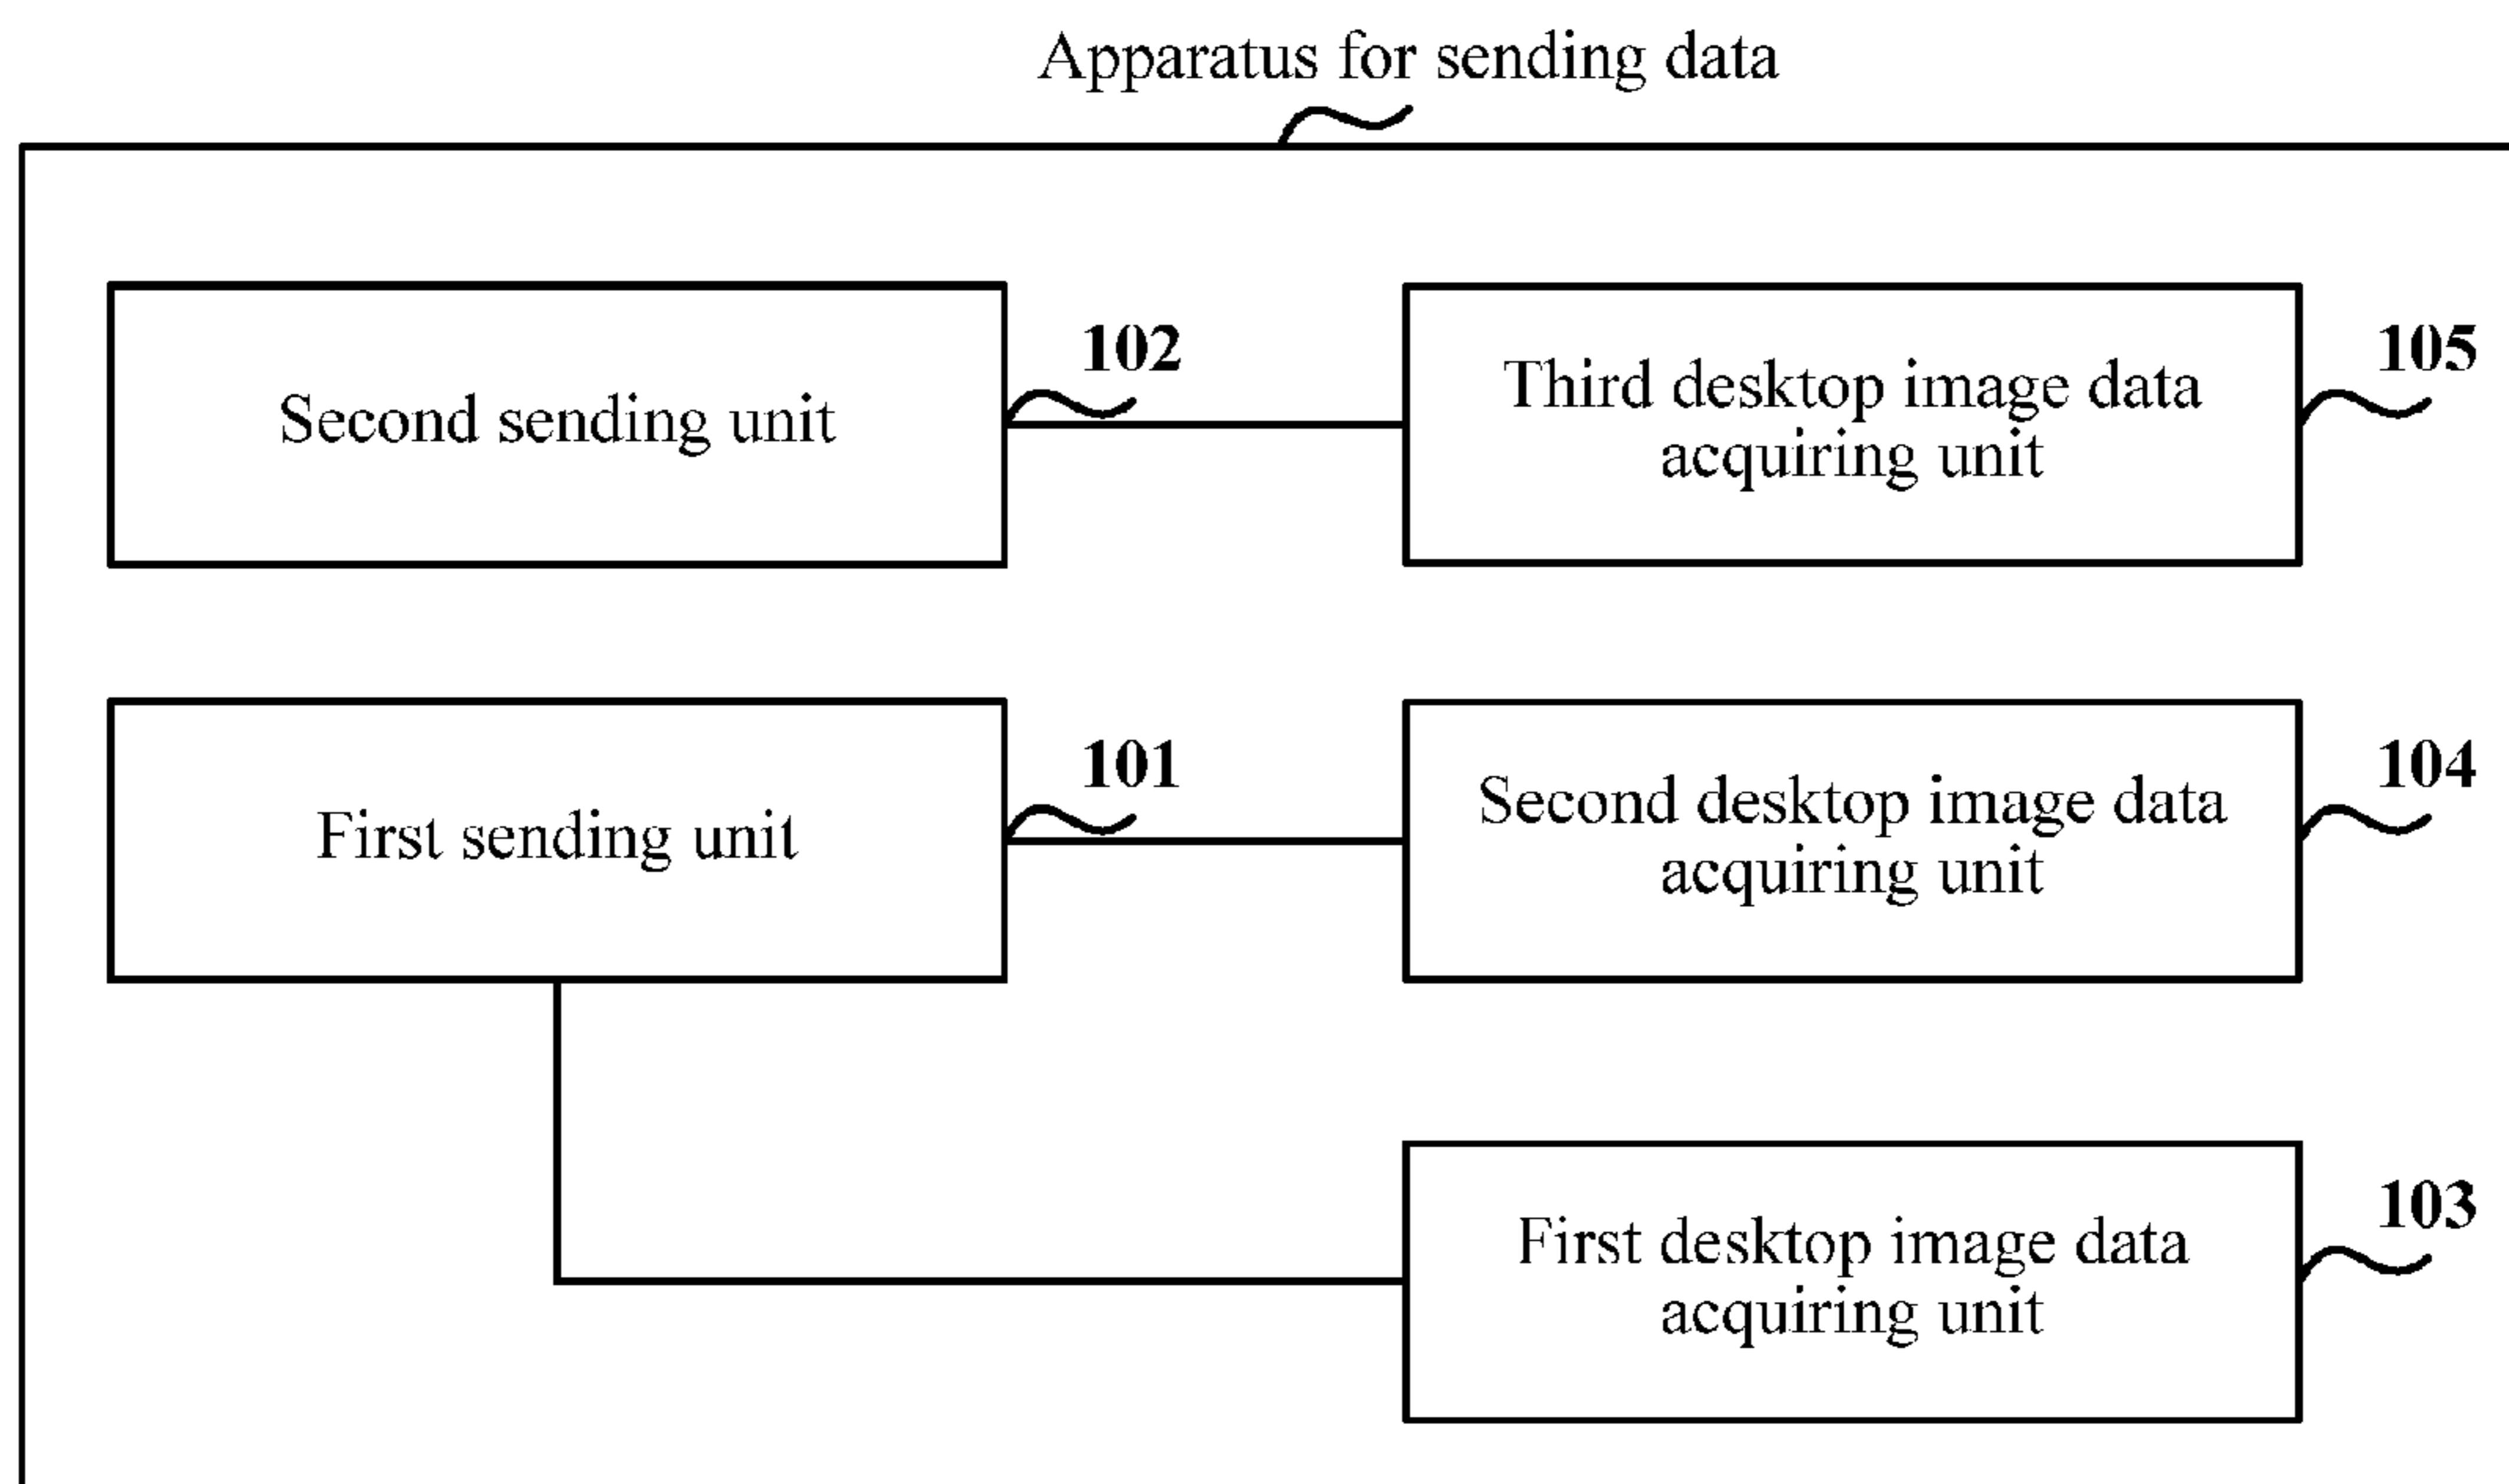 Apparatus for sending data
102
105
Second sending unit
Third desktop image data
acquiring unit
101
104
First sending unit
Second desktop image data
acquiring unit
103
First desktop image data
acquiring unit